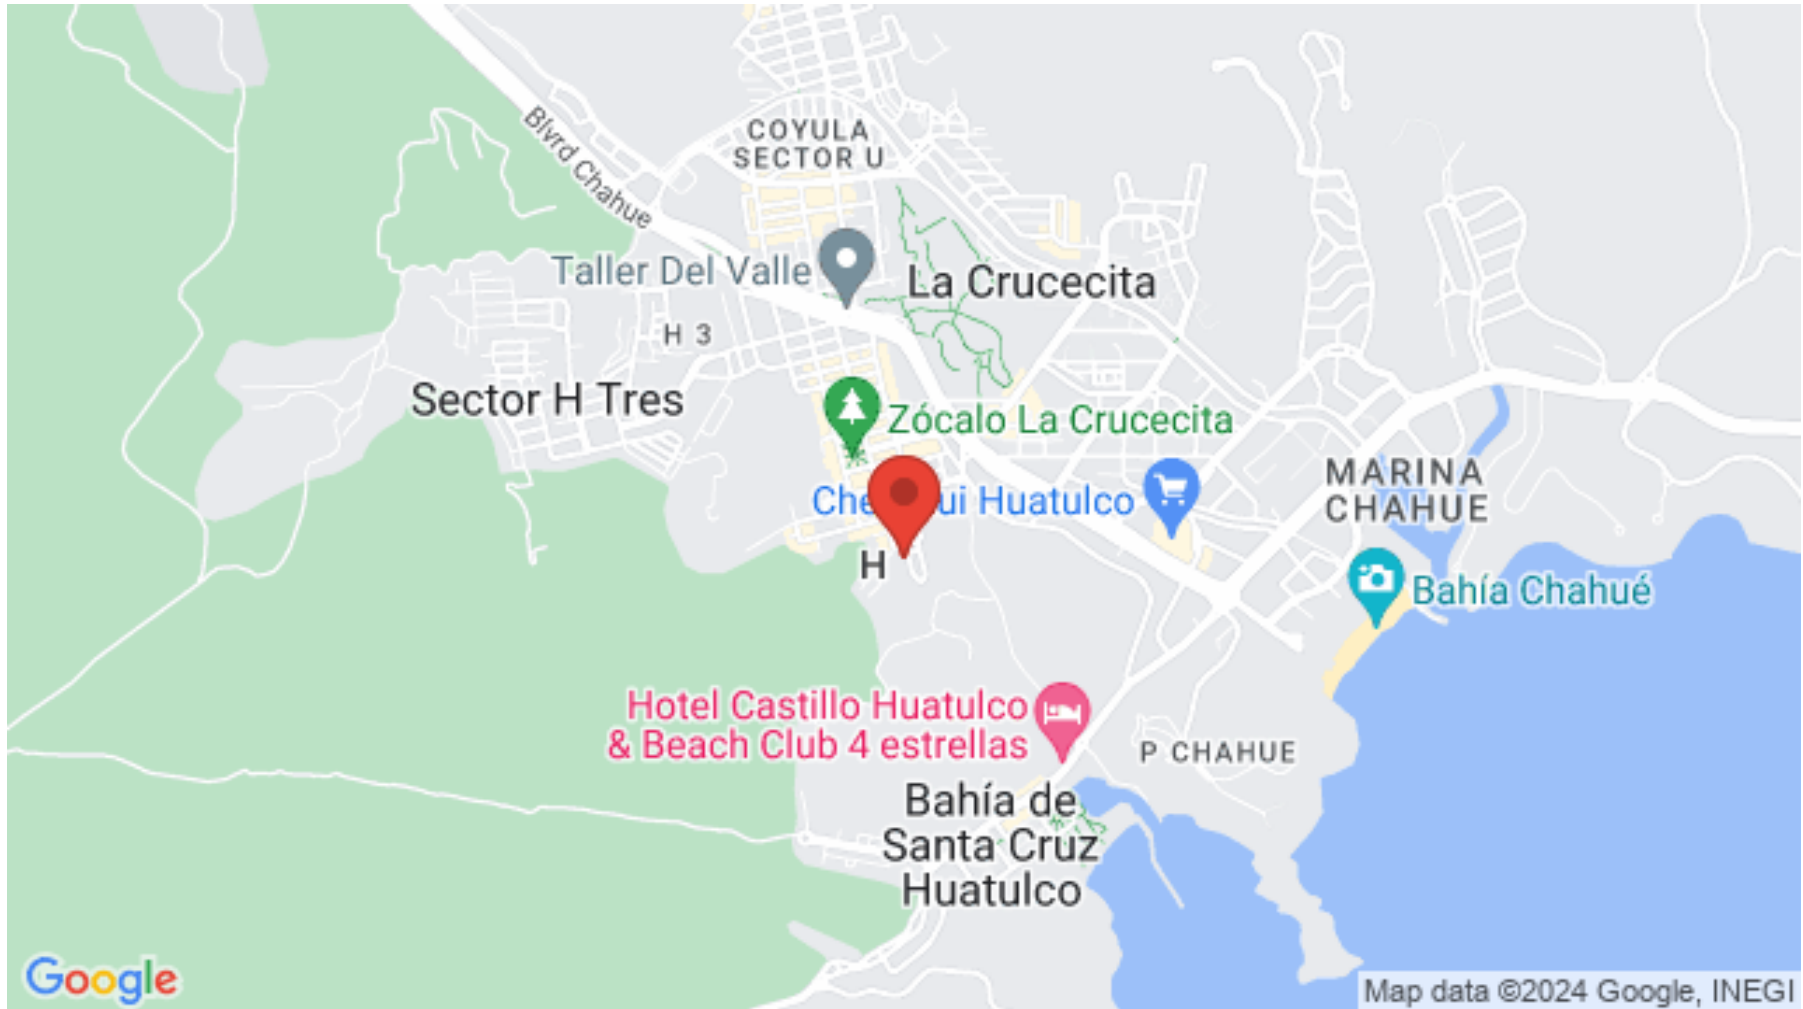 COYULA
SECTOR U
Blvrd Chahue
Taller Del Valle
La Crucecita
H 3
Sector H Tres
Zócalo La Crucecita
MARINA
CHAHUE
Huatulco
H
Bahía Chahué
Hotel Castillo Huatulco
& Beach Club 4 estrellas
P CHAHUE
Bahía de
Santa Cruz
Huatulco
Google
Map data ©2024 Google, INEGI